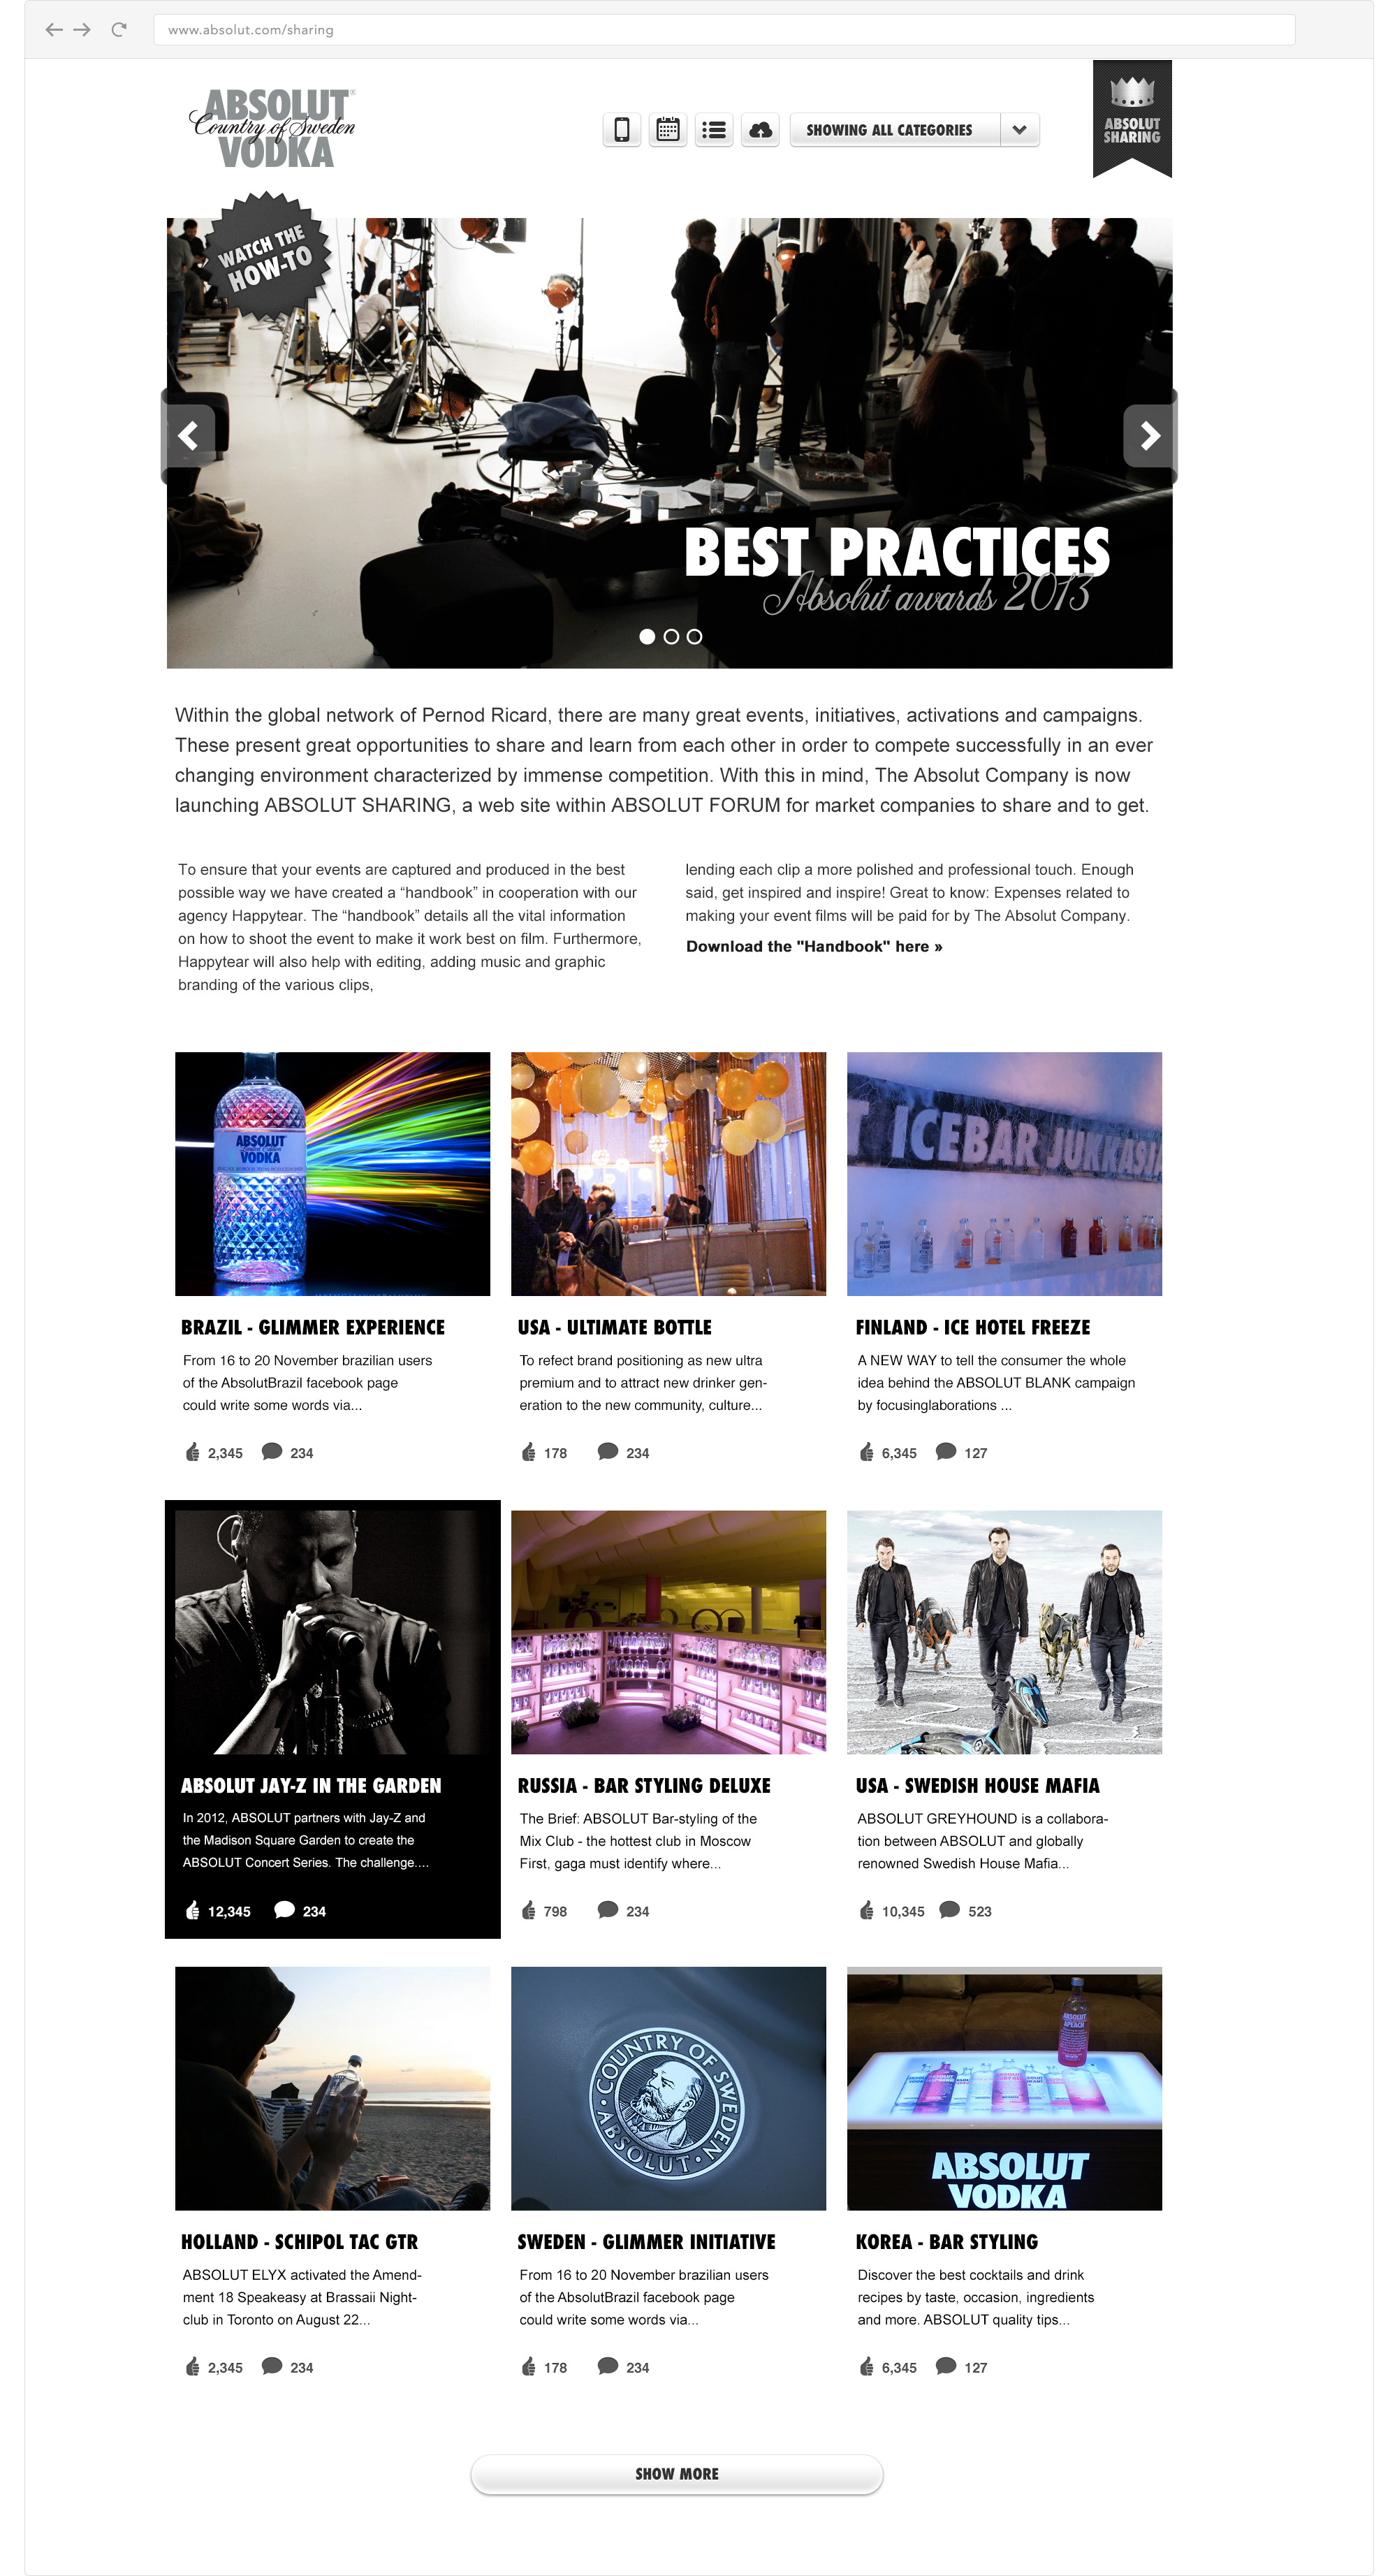 www.absolut.com/sharing
ABSOLUT
Country of Sweden
VODKA
SHOWING ALL CATEGORIES
ABSOLUT
SHARING
WATCH THE
HOW-TO
BEST PRACTICES
Absolut awards 2013
Within the global network of Pernod Ricard, there are many great events, initiatives, activations and campaigns.
These present great opportunities to share and learn from each other in order to compete successfully in an ever
changing environment characterized by immense competition. With this in mind, The Absolut Company is now
launching ABSOLUT SHARING, a web site within ABSOLUT FORUM for market companies to share and to get.
To ensure that your events are captured and produced in the best
possible way we have created a “handbook” in cooperation with our
agency Happytear. The “handbook” details all the vital information
on how to shoot the event to make it work best on film. Furthermore,
Happytear will also help with editing, adding music and graphic
branding of the various clips,
lending each clip a more polished and professional touch. Enough
said, get inspired and inspire! Great to know: Expenses related to
making your event films will be paid for by The Absolut Company.
Download the "Handbook" here »
ABSOLUT
VODKA
BRAZIL - GLIMMER EXPERIENCE
From 16 to 20 November brazilian users
of the AbsolutBrazil facebook page
could write some words via...
2,345 234
USA - ULTIMATE BOTTLE
To refect brand positioning as new ultra
premium and to attract new drinker gen-
eration to the new community, culture...
178 234
T ICEBAR
FINLAND - ICE HOTEL FREEZE
A NEW WAY to tell the consumer the whole
idea behind the ABSOLUT BLANK campaign
by focusinglaborations ...
6,345 127
ABSOLUT JAY-Z IN THE GARDEN
In 2012, ABSOLUT partners with Jay-Z and
the Madison Square Garden to create the
ABSOLUT Concert Series. The challenge....
12,345 234
RUSSIA - BAR STYLING DELUXE
The Brief: ABSOLUT Bar-styling of the
Mix Club - the hottest club in Moscow
First, gaga must identify where...
798 234
USA - SWEDISH HOUSE MAFIA
ABSOLUT GREYHOUND is a collabora-
tion between ABSOLUT and globally
renowned Swedish House Mafia...
10,345 523
HOLLAND - SCHIPOL TAC GTR
ABSOLUT ELYX activated the Amend-
ment 18 Speakeasy at Brassaii Night-
club in Toronto on August 22...
2,345 234
COUNTRY OF SWEDEN
ABSOLUT
SWEDEN - GLIMMER INITIATIVE
From 16 to 20 November brazilian users
of the AbsolutBrazil facebook page
could write some words via...
178 234
ABSOLUT
APEACH
ABSOLUT
VODKA
KOREA - BAR STYLING
Discover the best cocktails and drink
recipes by taste, occasion, ingredients
and more. ABSOLUT quality tips...
6,345 127
SHOW MORE